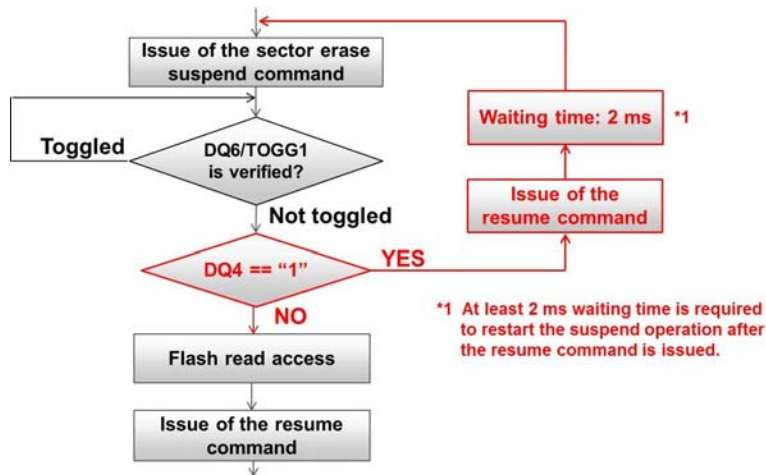 Issue of the sector erase
suspend command
Toggled
DQ6/TOGG1
is verified?
Not toggled
DQ4 == “1”
YES
NO
Waiting time: 2 ms
*1
Issue of the
resume command
*1 At least 2 ms waiting time is required
to restart the suspend operation after
the resume command is issued.
Flash read access
Issue of the resume
command